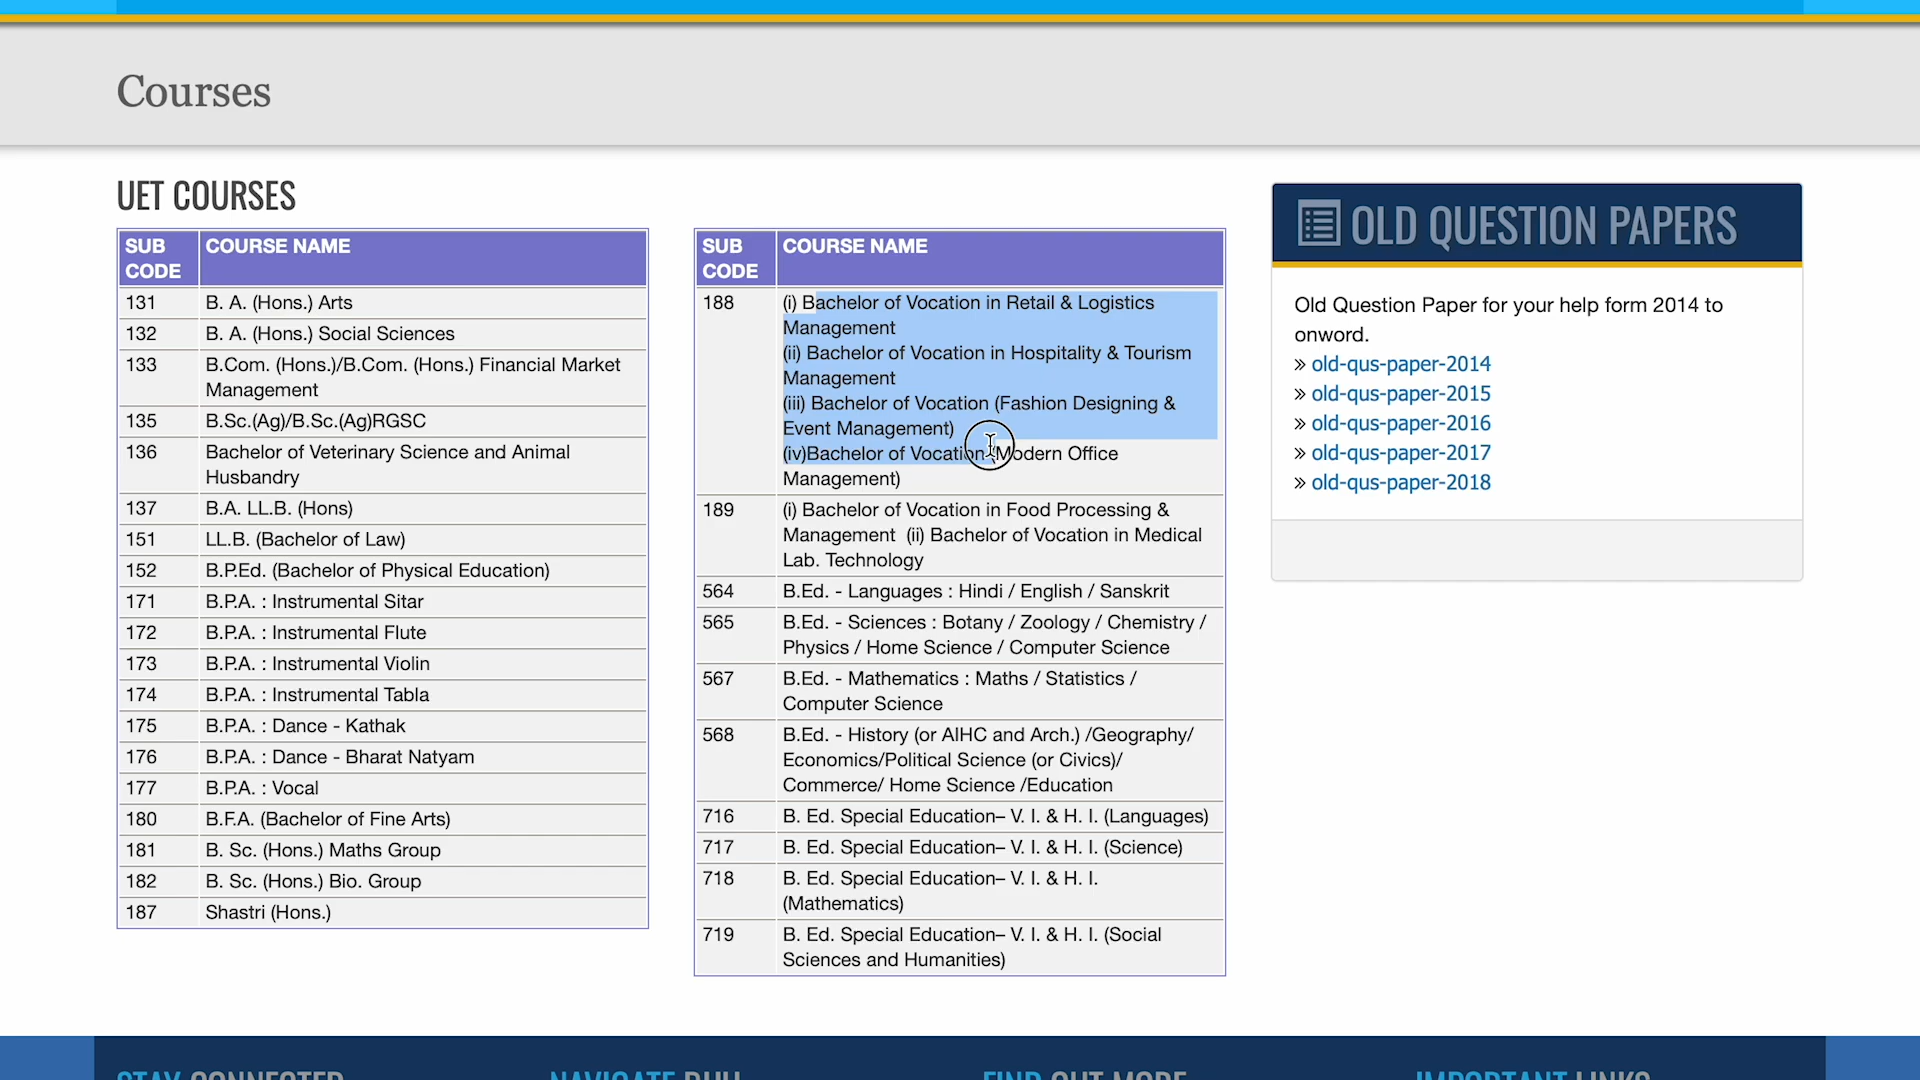 Courses
UET COURSES
SUB CODE COURSE NAME
131 B. A. (Hons.) Arts
132 B. A. (Hons.) Social Sciences
133 B.Com. (Hons.)/B.Com. (Hons.) Financial Market
Management
135 B.Sc.(Ag)/B.Sc.(Ag)RGSC
136 Bachelor of Veterinary Science and Animal
Husbandry
137 B.A. LL.B. (Hons)
151 LL.B. (Bachelor of Law)
152 B.P.Ed. (Bachelor of Physical Education)
171 B.P.A. : Instrumental Sitar
172 B.P.A. : Instrumental Flute
173 B.P.A. : Instrumental Violin
174 B.P.A. : Instrumental Tabla
175 B.P.A. : Dance - Kathak
176 B.P.A. : Dance - Bharat Natyam
177 B.P.A. : Vocal
180 B.F.A. (Bachelor of Fine Arts)
181 B. Sc. (Hons.) Maths Group
182 B. Sc. (Hons.) Bio. Group
187 Shastri (Hons.)
SUB CODE COURSE NAME
188 (i) Bachelor of Vocation in Retail & Logistics
Management
(ii) Bachelor of Vocation in Hospitality & Tourism
Management
(iii) Bachelor of Vocation (Fashion Designing &
Event Management)
(iv)Bachelor of Vocation (Modern Office
Management)
189 (i) Bachelor of Vocation in Food Processing &
Management (ii) Bachelor of Vocation in Medical
Lab. Technology
564 B.Ed. - Languages : Hindi / English / Sanskrit
565 B.Ed. - Sciences : Botany / Zoology / Chemistry /
Physics / Home Science / Computer Science
567 B.Ed. - Mathematics : Maths / Statistics /
Computer Science
568 B.Ed. - History (or AIHC and Arch.) /Geography/
Economics/Political Science (or Civics)/
Commerce/ Home Science /Education
716 B. Ed. Special Education– V. I. & H. I. (Languages)
717 B. Ed. Special Education– V. I. & H. I. (Science)
718 B. Ed. Special Education– V. I. & H. I.
(Mathematics)
719 B. Ed. Special Education– V. I. & H. I. (Social
Sciences and Humanities)
OLD QUESTION PAPERS
Old Question Paper for your help form 2014 to
onword.
» old-qus-paper-2014
» old-qus-paper-2015
» old-qus-paper-2016
» old-qus-paper-2017
» old-qus-paper-2018
STAY CONNECTED NAVIGATE BHU FIND OUT MORE IMPORTANT LINKS